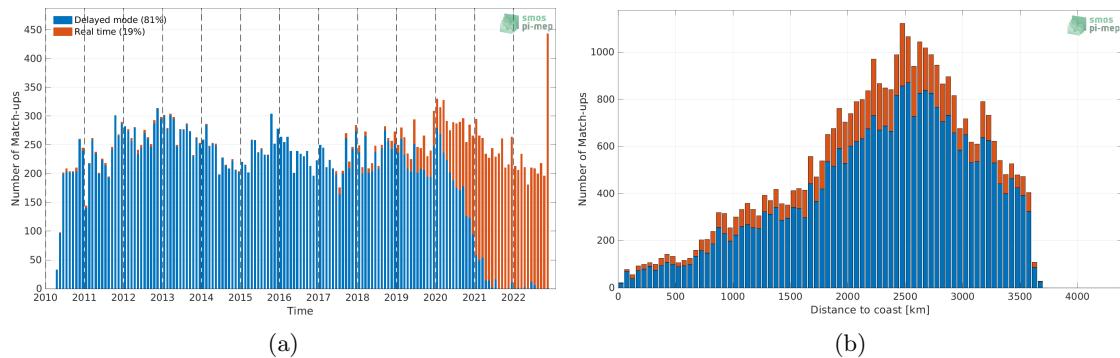 Delayed mode (81%)
Real time (19%)
smos
pi-mep
Number of Match-ups
450
400
350
300
250
200
150
100
50
0
2010 2011 2012 2013 2014 2015 2016 2017 2018 2019 2020 2021 2022
Time
(a)
smos
pi-mep
Number of Match-ups
1000
800
600
400
200
0
0 500 1000 1500 2000 2500 3000 3500 4000
Distance to coast [km]
(b)